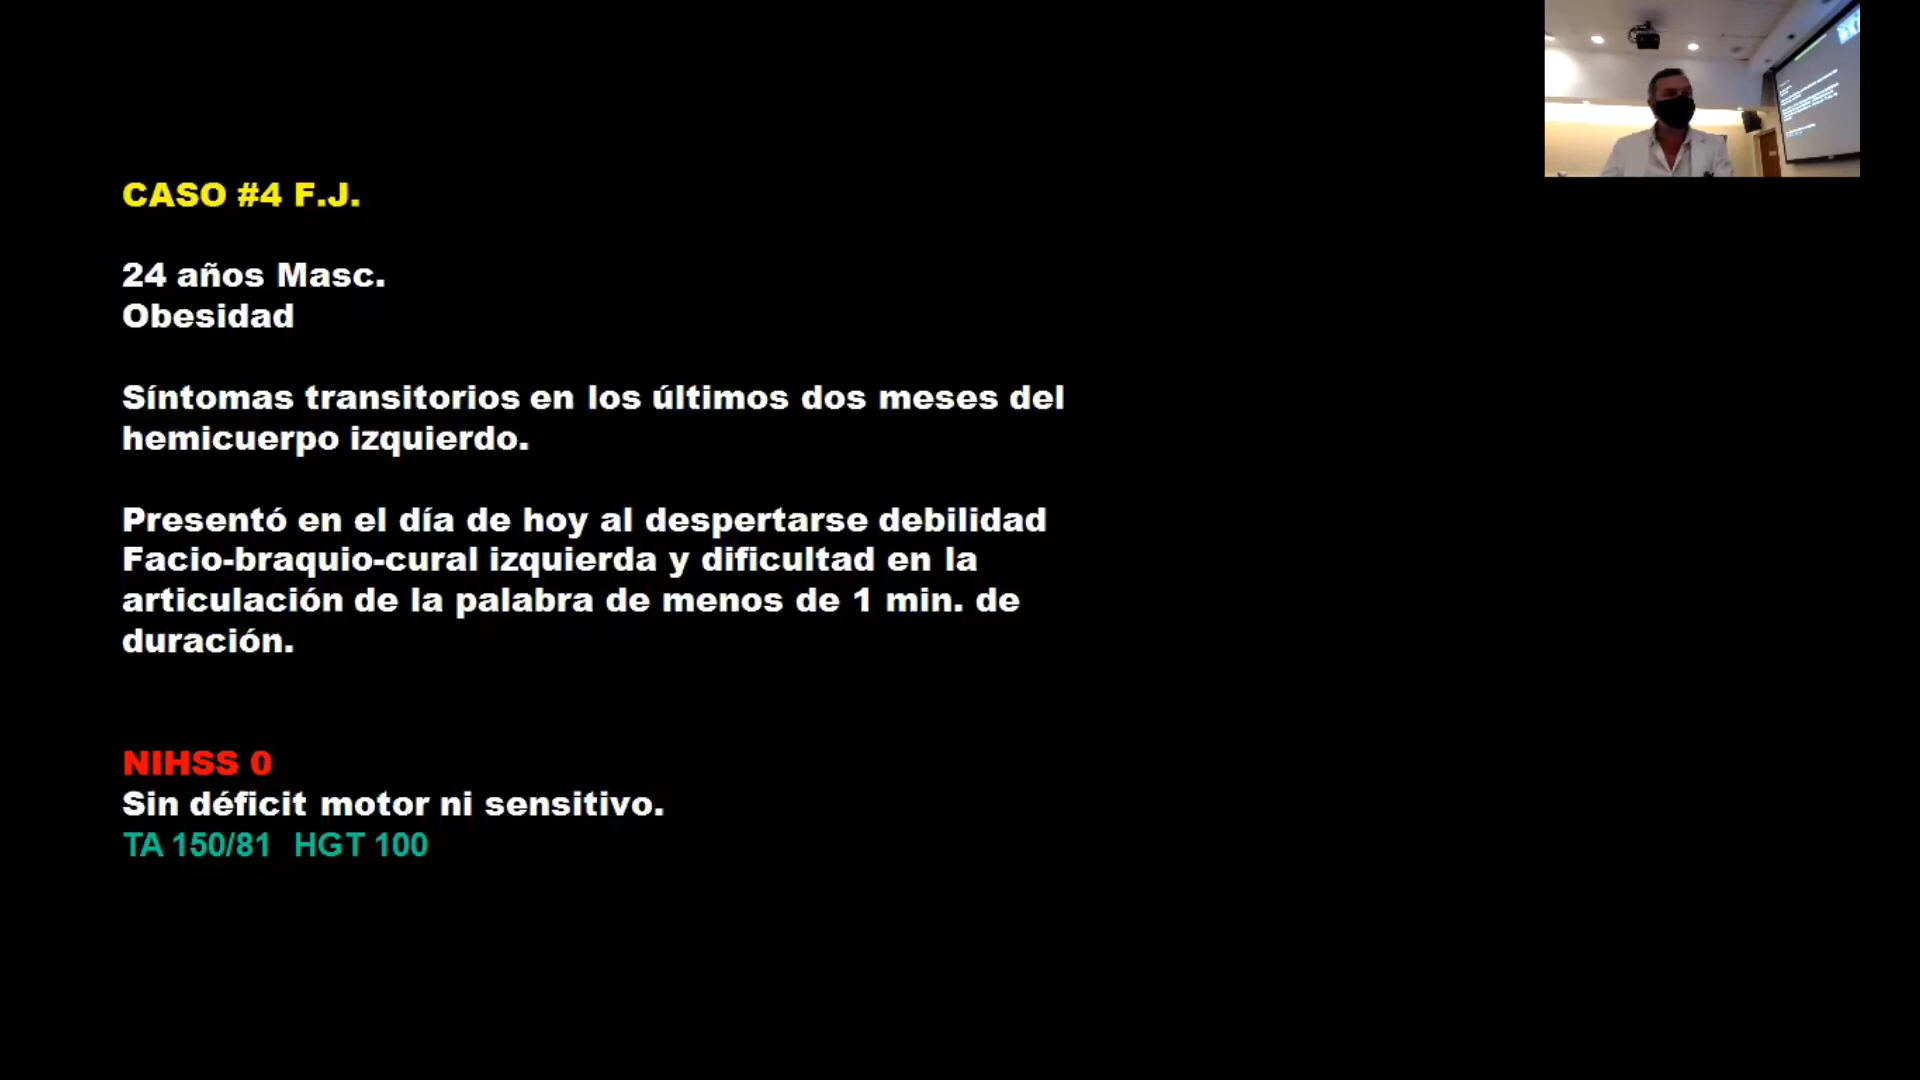 CASO #4 F.J.
24 años Masc.
Obesidad
Síntomas transitorios en los últimos dos meses del
hemicuerpo izquierdo.
Presentó en el día de hoy al despertarse debilidad
Facio-braquio-cural izquierda y dificultad en la
articulación de la palabra de menos de 1 min. de
duración.
NIHSS 0
Sin déficit motor ni sensitivo.
TA 150/81 HGT 100